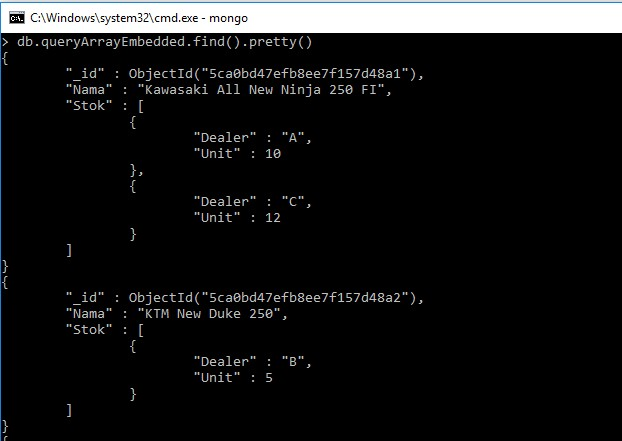 C:\Windows\system32\cmd.exe - mongo
> db.queryArrayEmbedded.find().pretty()
{
        "_id" : ObjectId("5ca0bd47efb8ee7f157d48a1"),
        "Nama" : "Kawasaki All New Ninja 250 FI",
        "Stok" : [
                {
                        "Dealer" : "A",
                        "Unit" : 10
                },
                {
                        "Dealer" : "C",
                        "Unit" : 12
                }
        ]
}
{
        "_id" : ObjectId("5ca0bd47efb8ee7f157d48a2"),
        "Nama" : "KTM New Duke 250",
        "Stok" : [
                {
                        "Dealer" : "B",
                        "Unit" : 5
                }
        ]
}
{